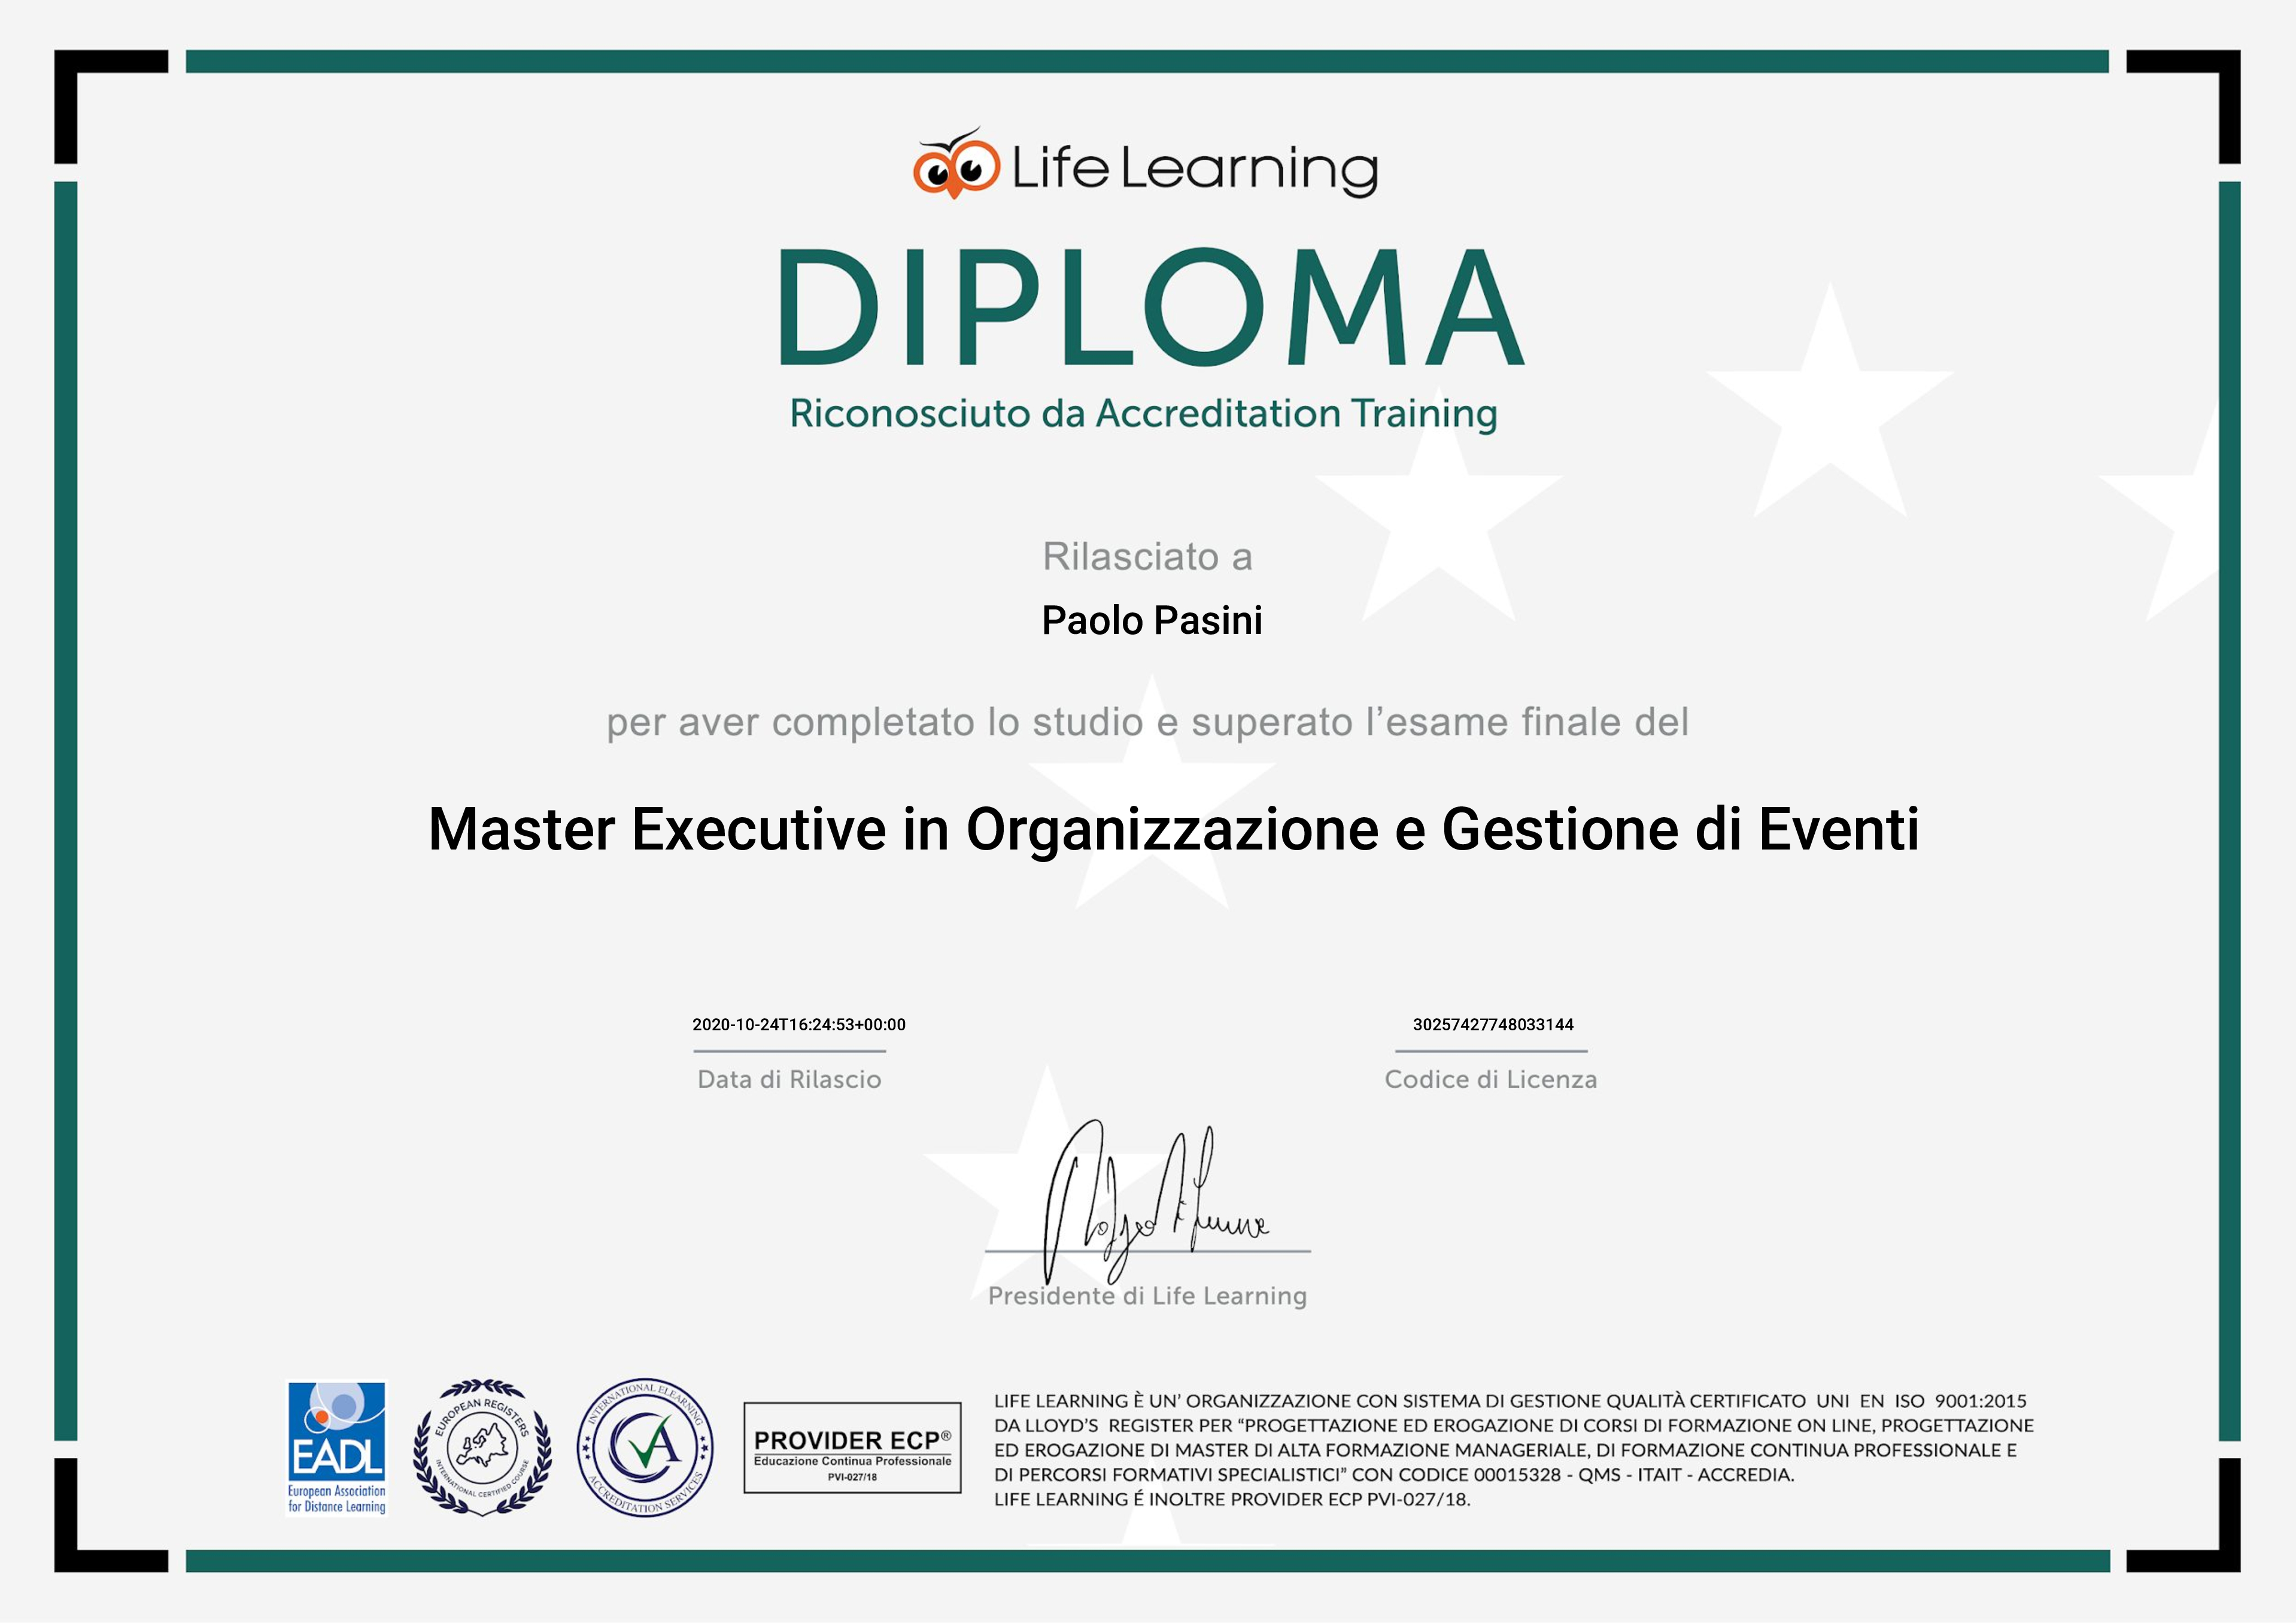 Life Learning
DIPLOMA
Riconosciuto da Accreditation Training
Rilasciato a
Paolo Pasini
per aver completato lo studio e superato l’esame finale del
Master Executive in Organizzazione e Gestione di Eventi
2020-10-24T16:24:53+00:00
Data di Rilascio
30257427748033144
Codice di Licenza
Presidente di Life Learning
EADL
European Association
for Distance Learning
EUROPEAN REGISTERS
INTERNATIONAL CERTIFIED COURSE
INTERNATIONAL ELEARNING
ACCREDITATION SERVICES
PROVIDER ECP®
Educazione Continua Professionale
PVI-027/18
LIFE LEARNING È UN’ ORGANIZZAZIONE CON SISTEMA DI GESTIONE QUALITÀ CERTIFICATO UNI EN ISO 9001:2015
DA LLOYD’S REGISTER PER “PROGETTAZIONE ED EROGAZIONE DI CORSI DI FORMAZIONE ON LINE, PROGETTAZIONE
ED EROGAZIONE DI MASTER DI ALTA FORMAZIONE MANAGERIALE, DI FORMAZIONE CONTINUA PROFESSIONALE E
DI PERCORSI FORMATIVI SPECIALISTICI” CON CODICE 00015328 - QMS - ITAIT - ACCREDIA.
LIFE LEARNING É INOLTRE PROVIDER ECP PVI-027/18.